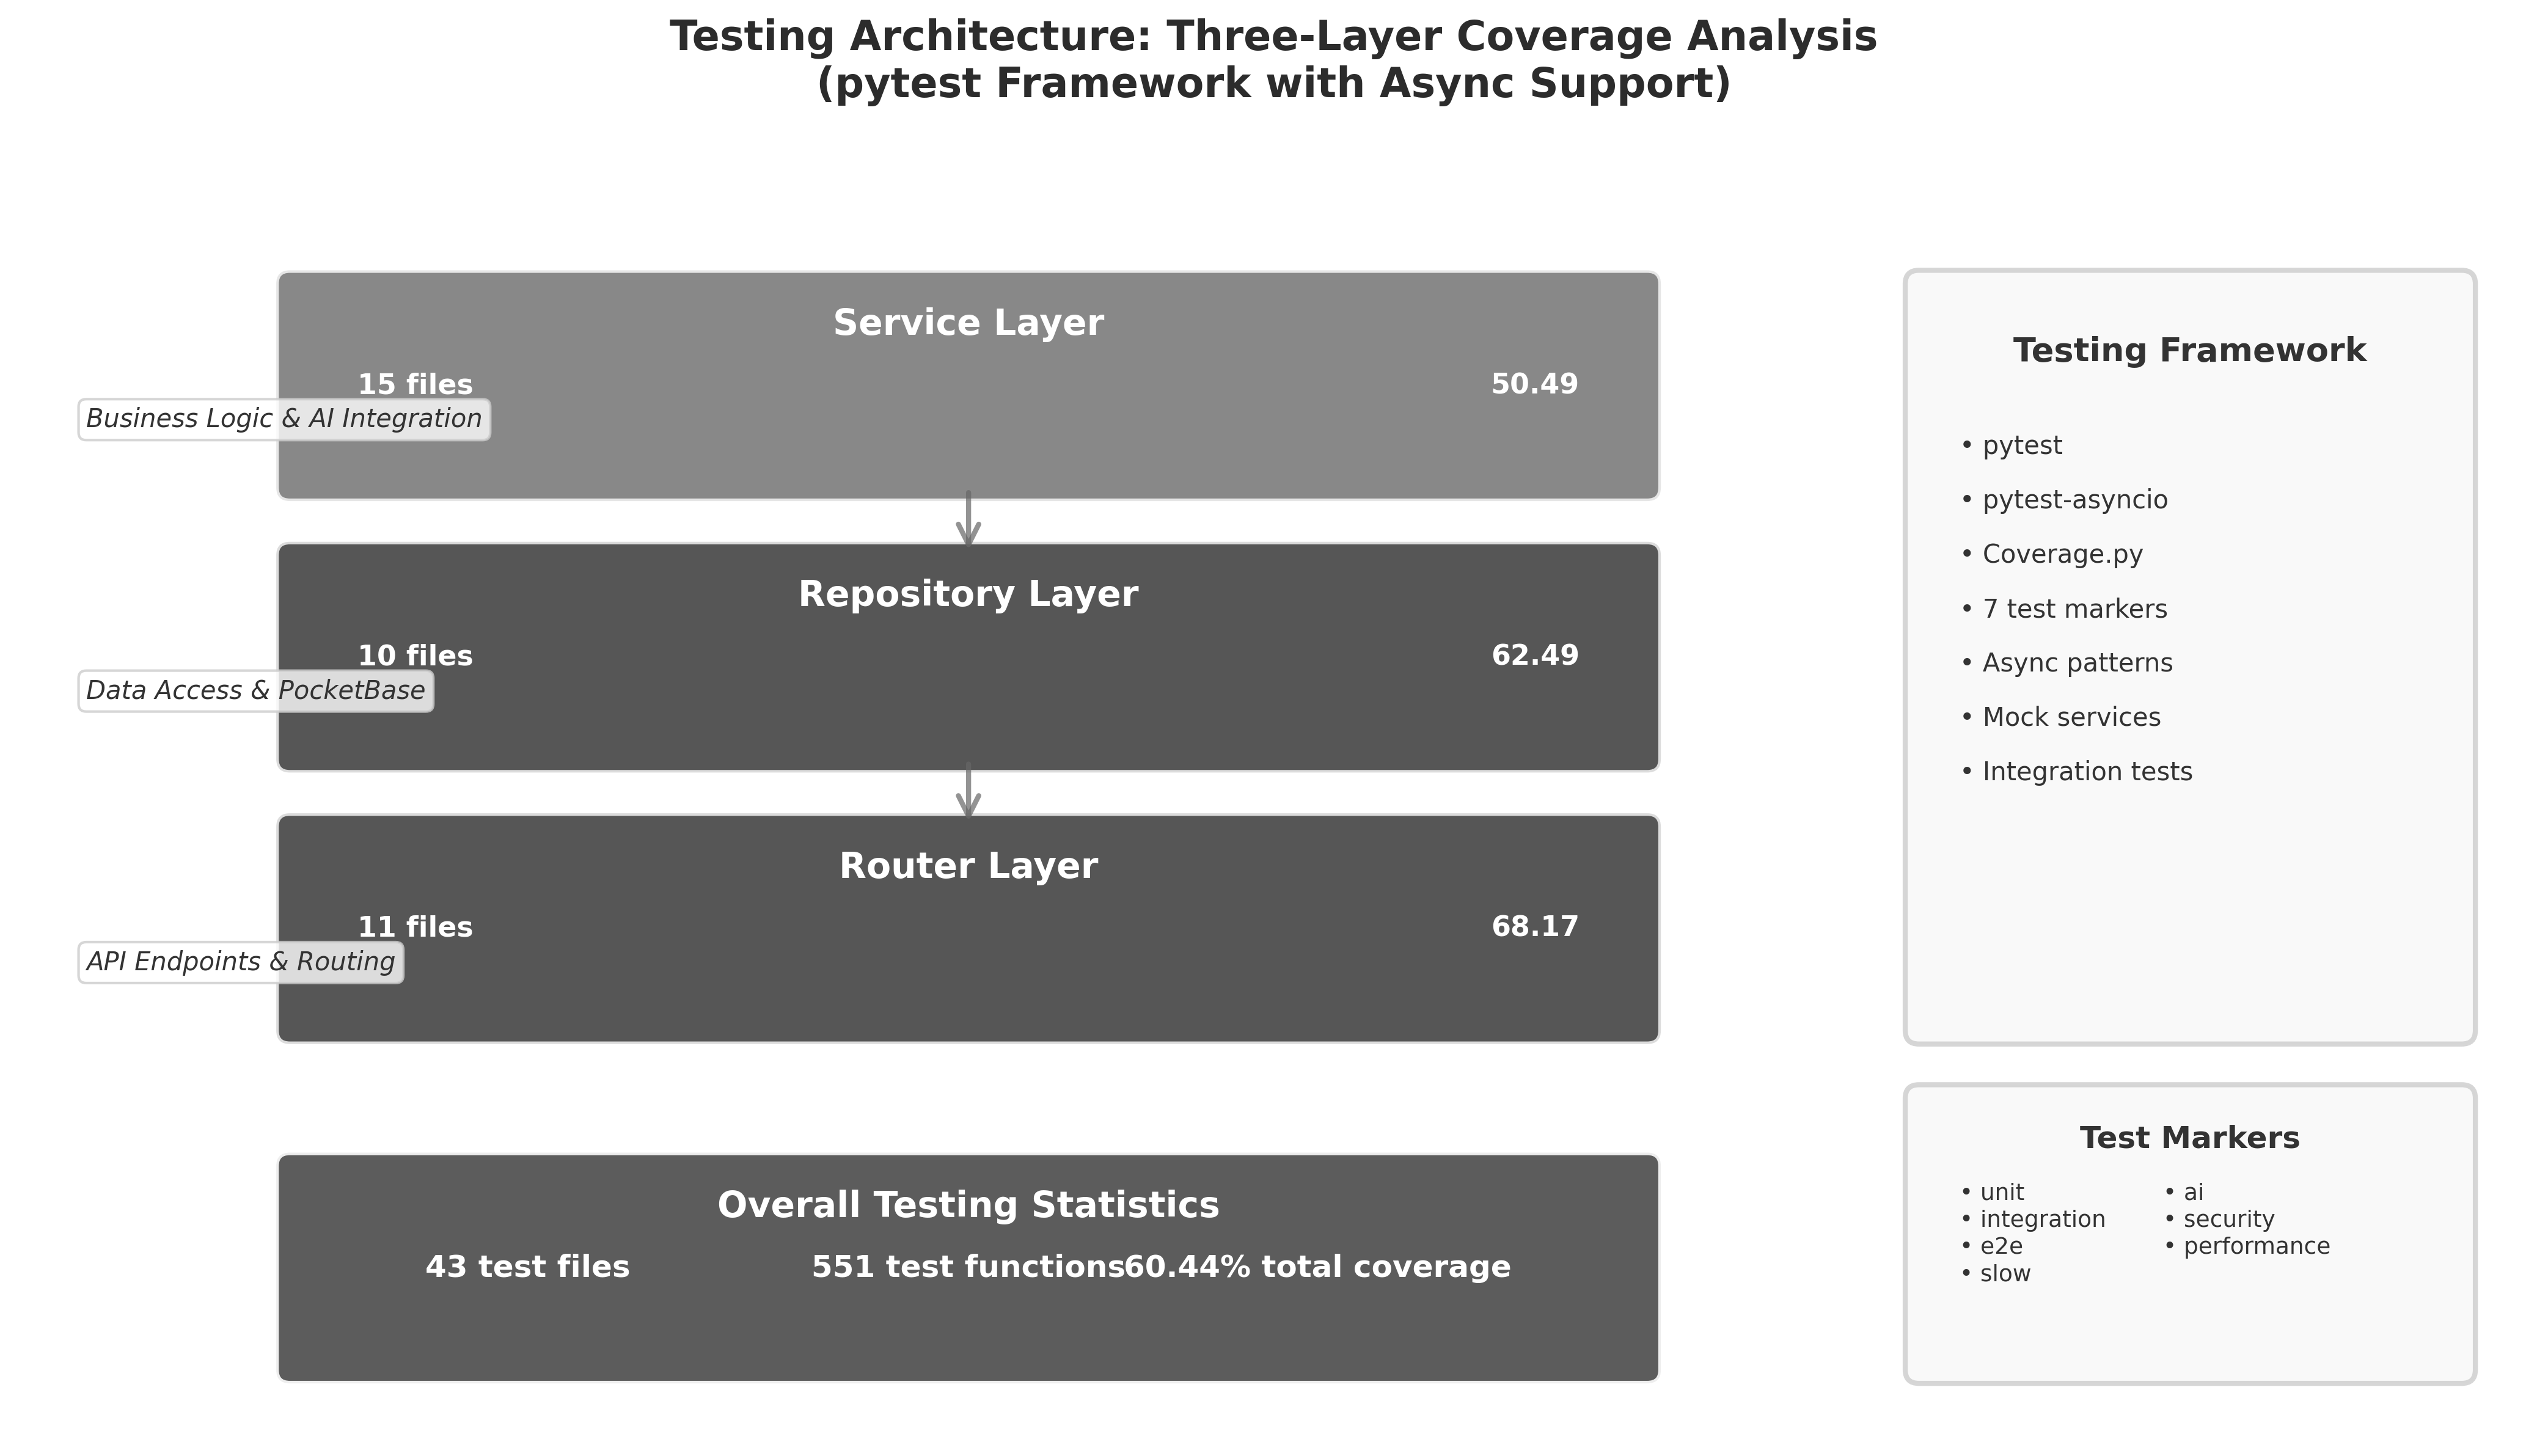 Testing Architecture: Three-Layer Coverage Analysis
(pytest Framework with Async Support)
Service Layer
15 files
50.49
Business Logic & AI Integration
Repository Layer
10 files
62.49
Data Access & PocketBase
Router Layer
11 files
68.17
API Endpoints & Routing
Overall Testing Statistics
43 test files
551 test functions
60.44% total coverage
Testing Framework
• pytest
• pytest-asyncio
• Coverage.py
• 7 test markers
• Async patterns
• Mock services
• Integration tests
Test Markers
• unit
• integration
• e2e
• slow
• ai
• security
• performance